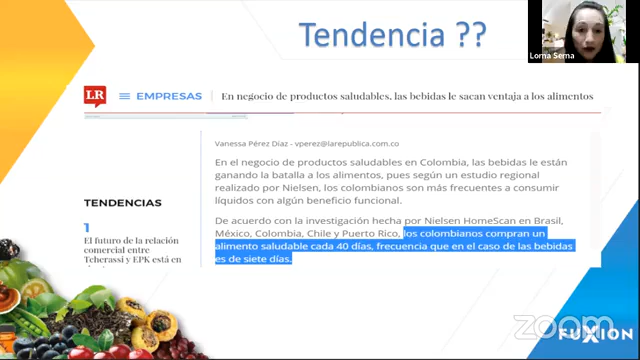 Tendencia ??
Lorna Serna
LR
EMPRESAS
En negocio de productos saludables, las bebidas le sacan ventaja a los alimentos
Vanessa Pérez Díaz - vperez@larepublica.com.co
En el negocio de productos saludables en Colombia, las bebidas le están
ganando la batalla a los alimentos, pues según un estudio regional
realizado por Nielsen, los colombianos son más frecuentes a consumir
líquidos con algún beneficio funcional.
De acuerdo con la investigación hecha por Nielsen HomeScan en Brasil,
México, Colombia, Chile y Puerto Rico, los colombianos compran un
alimento saludable cada 40 días, frecuencia que en el caso de las bebidas
es de siete días.
TENDENCIAS
1
El futuro de la relación
comercial entre
Tcherassi y EPK está en
zoom
FUXION